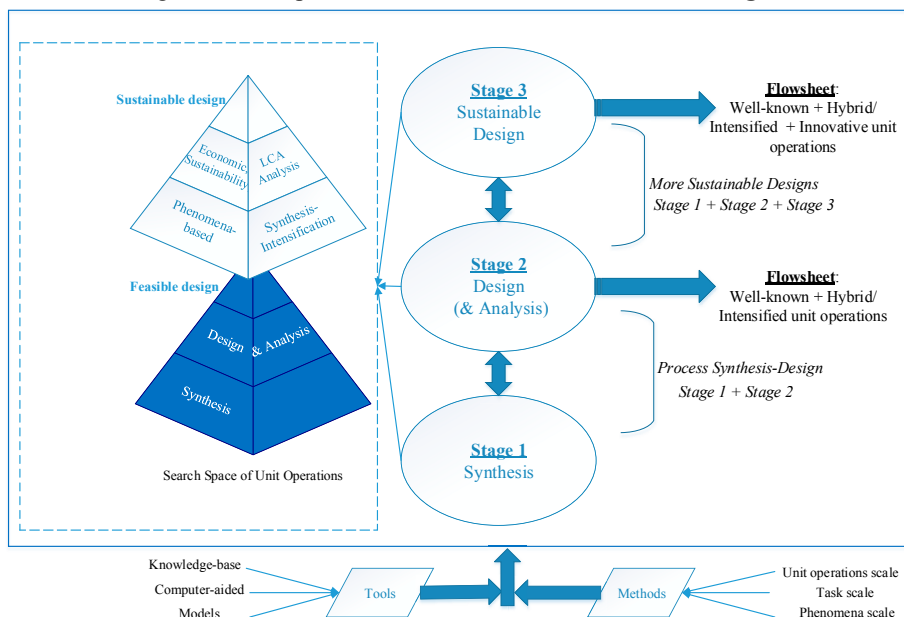 Sustainable design
Economic,
Sustainability
LCA
Analysis
Phenomena-
based
Synthesis-
Intensification
Feasible design
Design & Analysis
Synthesis
Search Space of Unit Operations
Stage 3
Sustainable
Design
Stage 2
Design
(& Analysis)
Stage 1
Synthesis
Flowsheet:
Well-known + Hybrid/
Intensified + Innovative unit
operations
More Sustainable Designs
Stage 1 + Stage 2 + Stage 3
Flowsheet:
Well-known + Hybrid/
Intensified unit operations
Process Synthesis-Design
Stage 1 + Stage 2
Knowledge-base
Computer-aided
Models
Tools
Methods
Unit operations scale
Task scale
Phenomena scale